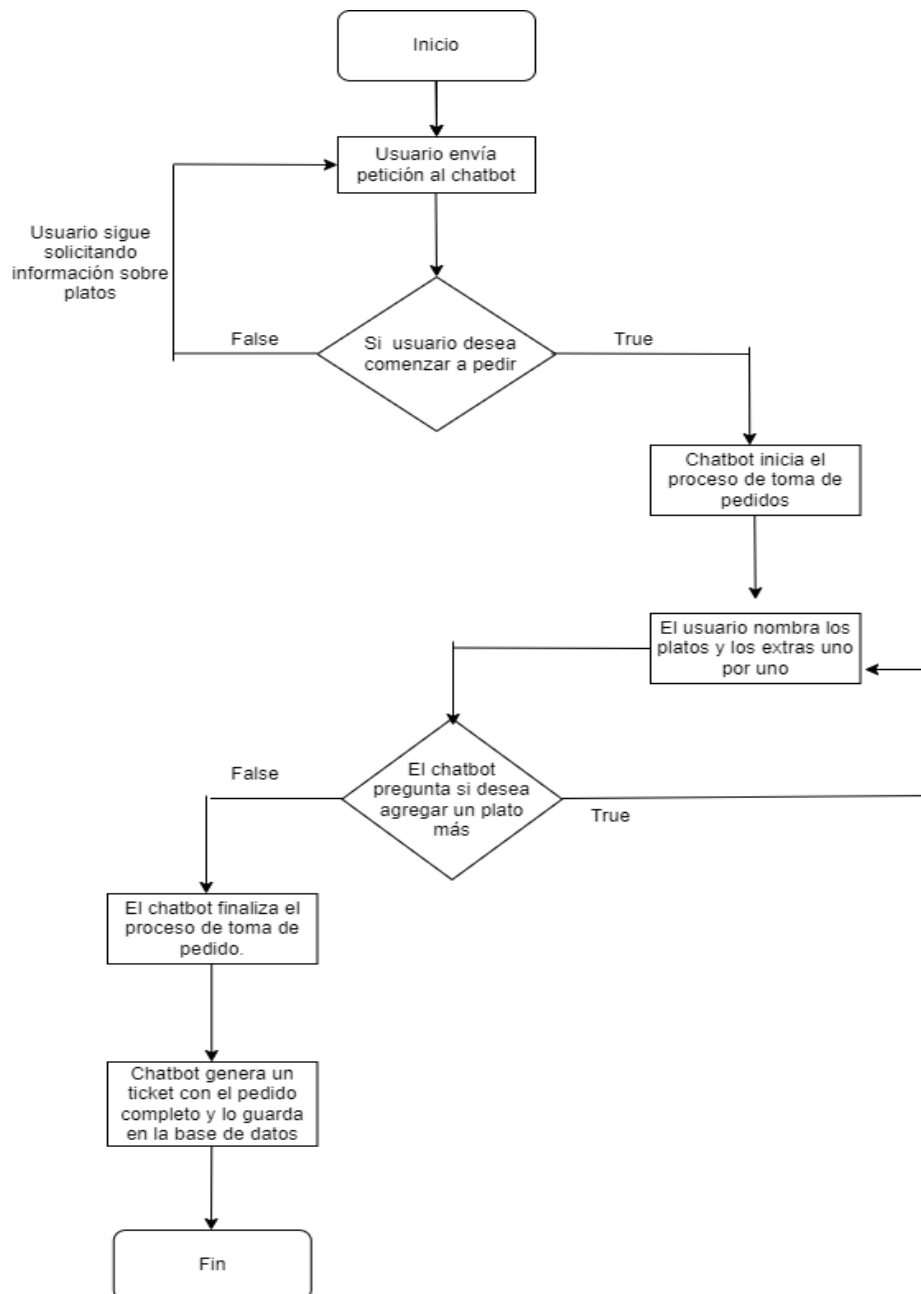 Inicio
Usuario envía
petición al chatbot
Usuario sigue
solicitando
información sobre
platos
False
Si usuario desea
comenzar a pedir
True
Chatbot inicia el
proceso de toma de
pedidos
El usuario nombra los
platos y los extras uno
por uno
False
El chatbot
pregunta si desea
agregar un plato
más
True
El chatbot finaliza el
proceso de toma de
pedido.
Chatbot genera un
ticket con el pedido
completo y lo guarda
en la base de datos
Fin